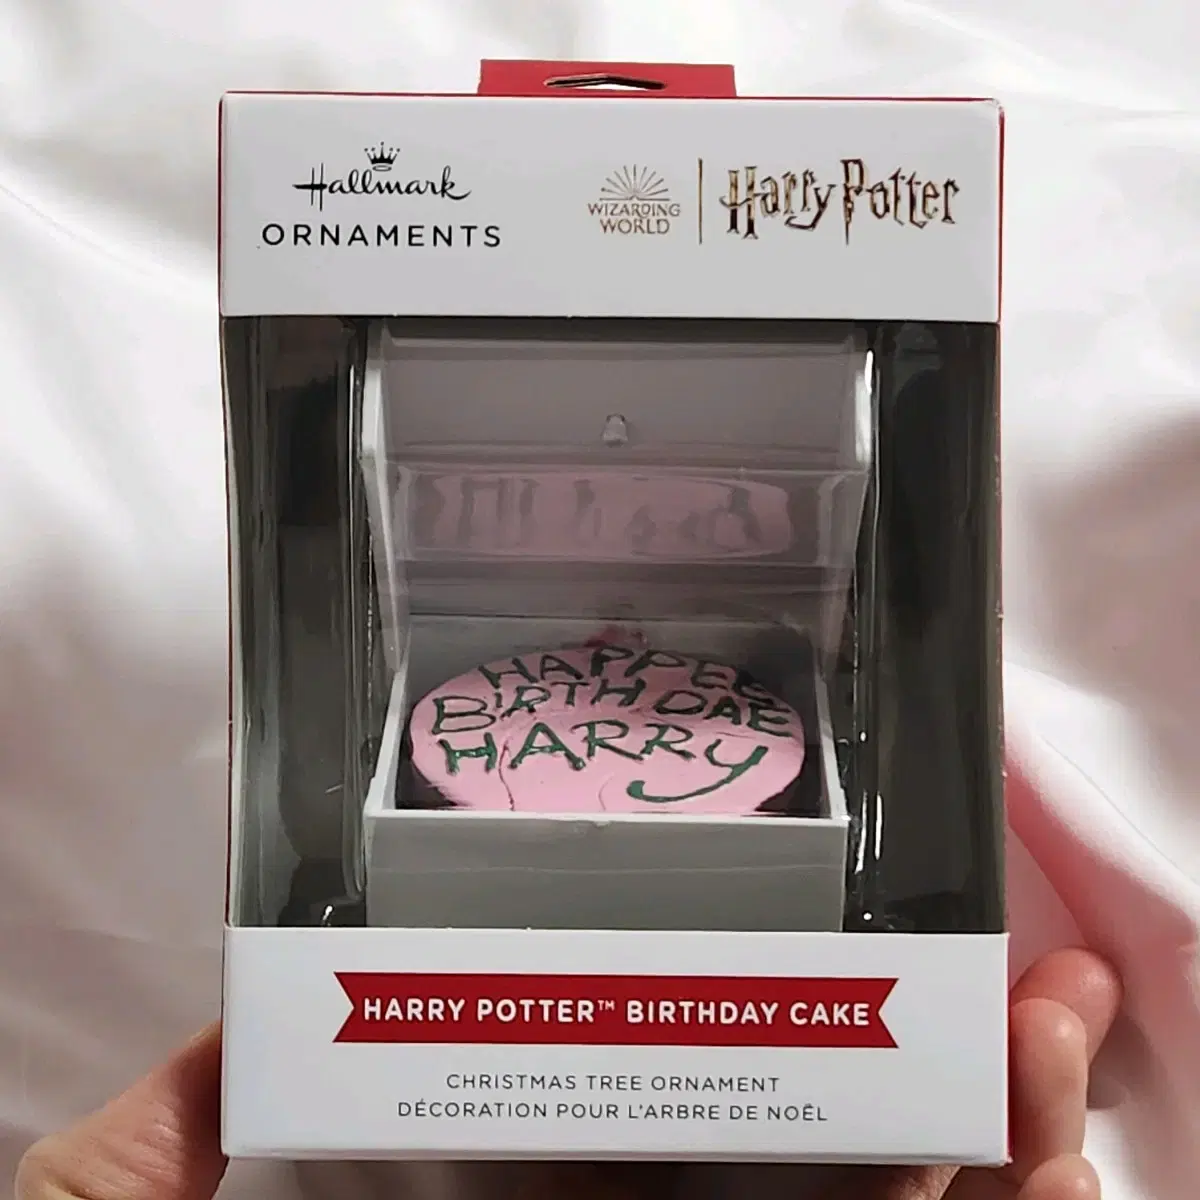 Hallmark
ORNAMENTS
WIZARDING
WORLD
Harry Potter
HAPPEE
BIRTHDAE
HARRY
HARRY POTTER™ BIRTHDAY CAKE
CHRISTMAS TREE ORNAMENT
DÉCORATION POUR L'ARBRE DE NOËL